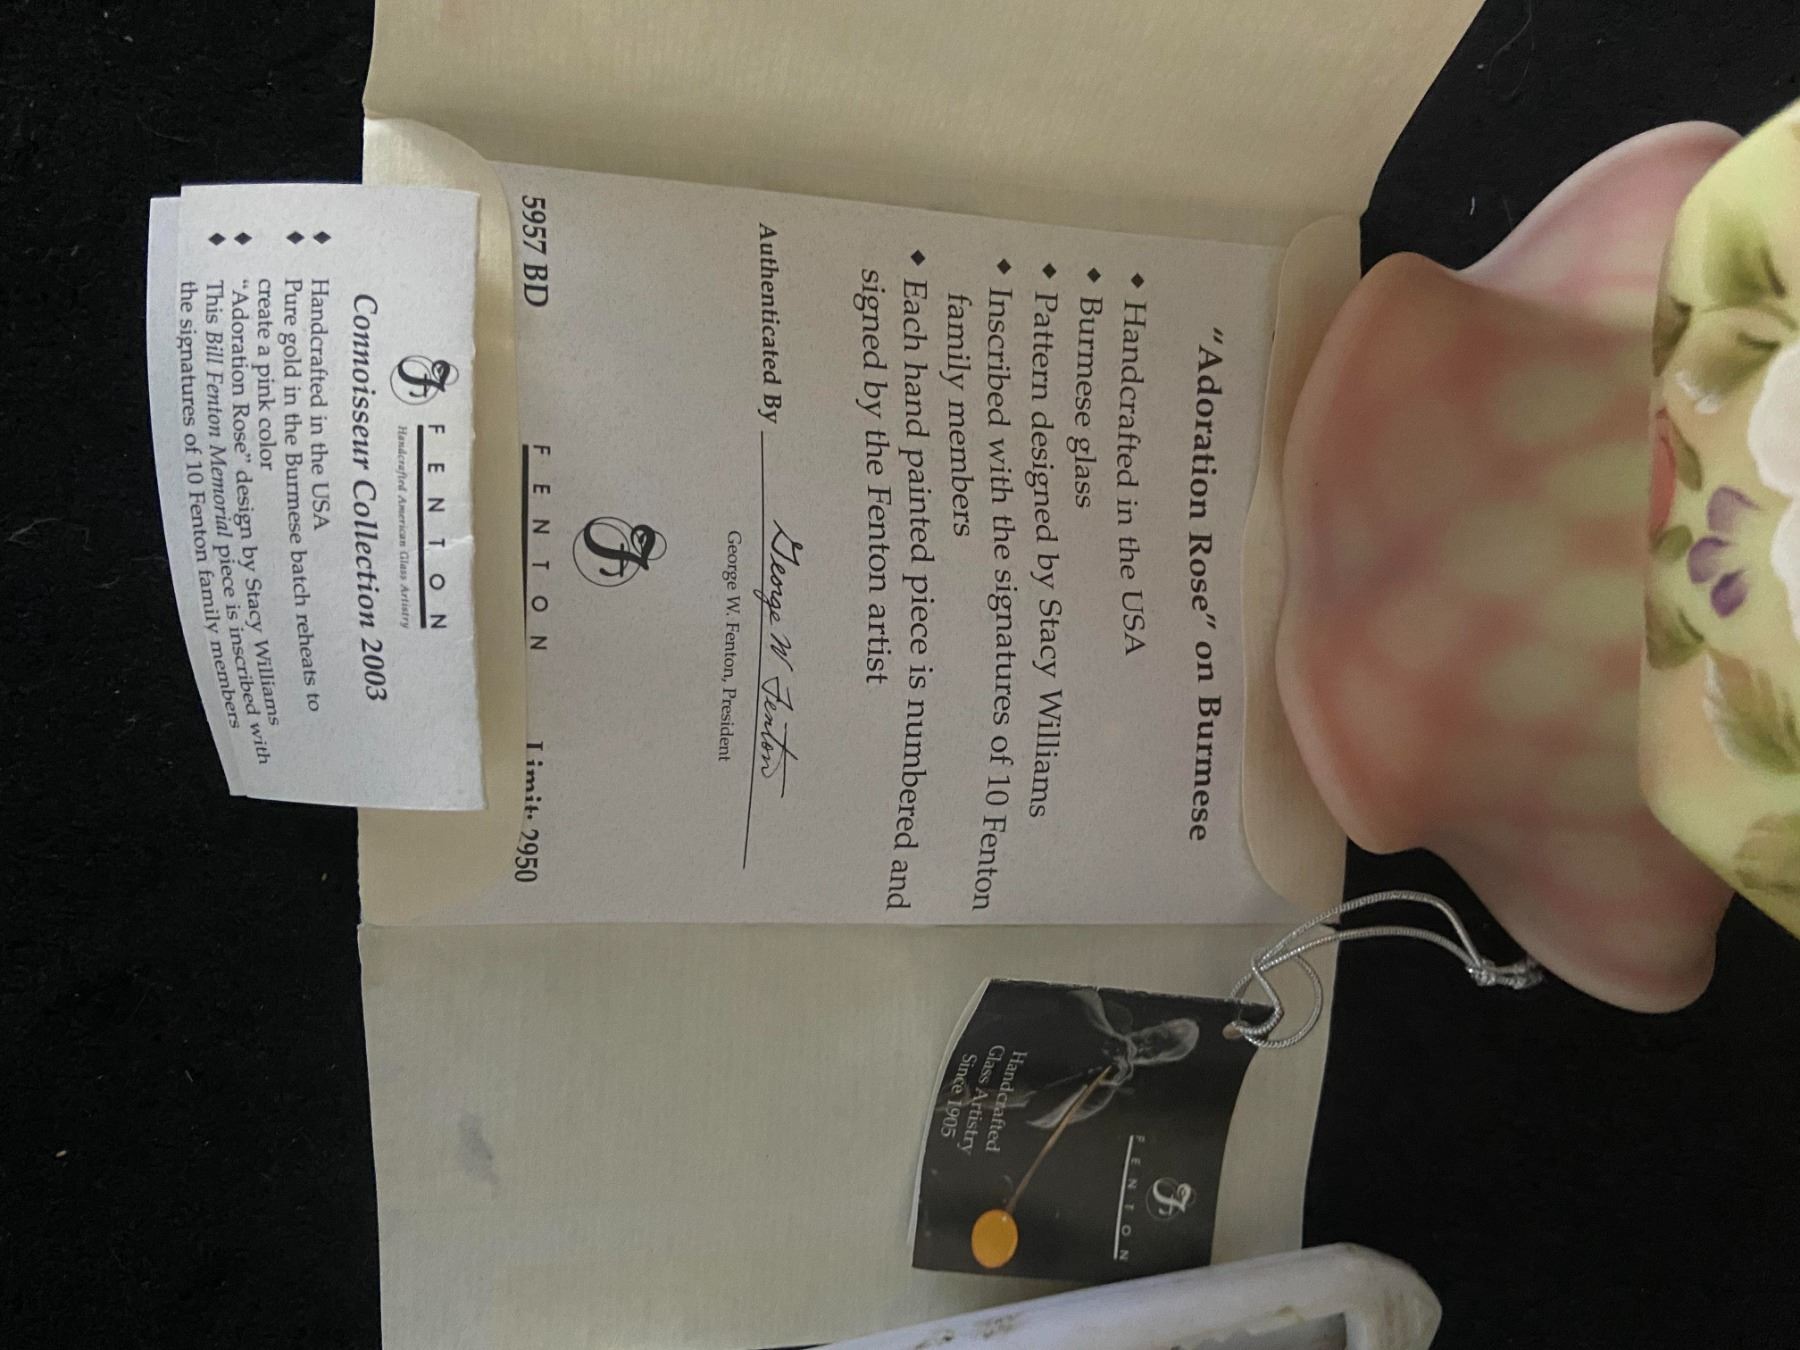 "Adoration Rose" on Burmese
◆ Handcrafted in the USA
◆ Burmese glass
◆ Pattern designed by Stacy Williams
◆ Inscribed with the signatures of 10 Fenton
family members
◆ Each hand painted piece is numbered and
signed by the Fenton artist
Authenticated By George W Fenton
George W. Fenton, President
5957 BD
FENTON
Limit: 2950
FENTON
Handcrafted American Glass Artistry
Connoisseur Collection 2003
◆ Handcrafted in the USA
◆ Pure gold in the Burmese batch reheats to
create a pink color
◆ "Adoration Rose" design by Stacy Williams
◆ This Bill Fenton Memorial piece is inscribed with
the signatures of 10 Fenton family members
FENTON
Handcrafted
Glass Artistry
Since 1905